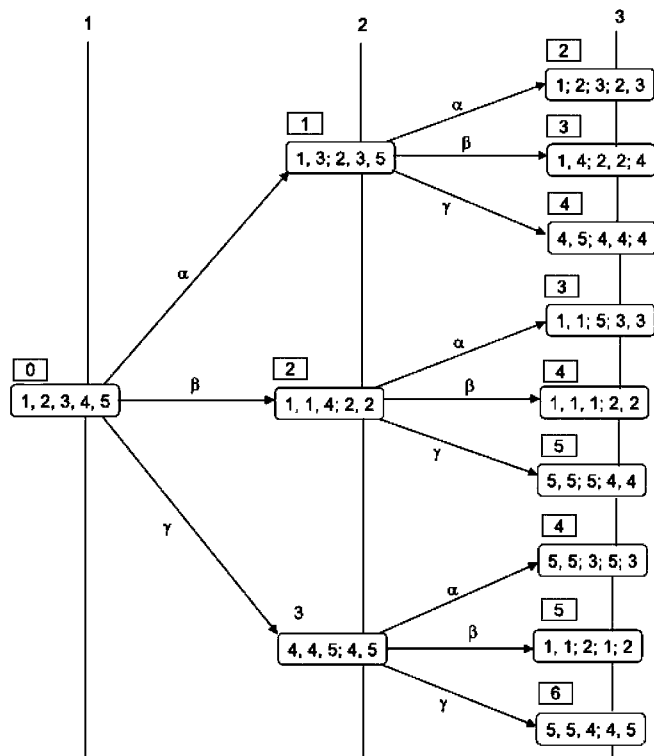 1
2
3
2
1; 2; 3; 2, 3
α
1
3
1, 3; 2, 3, 5
β
1, 4; 2, 2; 4
γ
4
4, 5; 4, 4; 4
α
3
α
1, 1; 5; 3, 3
0
β
2
β
4
1, 2, 3, 4, 5
1, 1, 4; 2, 2
1, 1, 1; 2, 2
γ
5
5, 5; 5; 4, 4
γ
4
α
5, 5; 3; 5; 3
3
5
4, 4, 5; 4, 5
β
1, 1; 2; 1; 2
γ
6
5, 5, 4; 4, 5